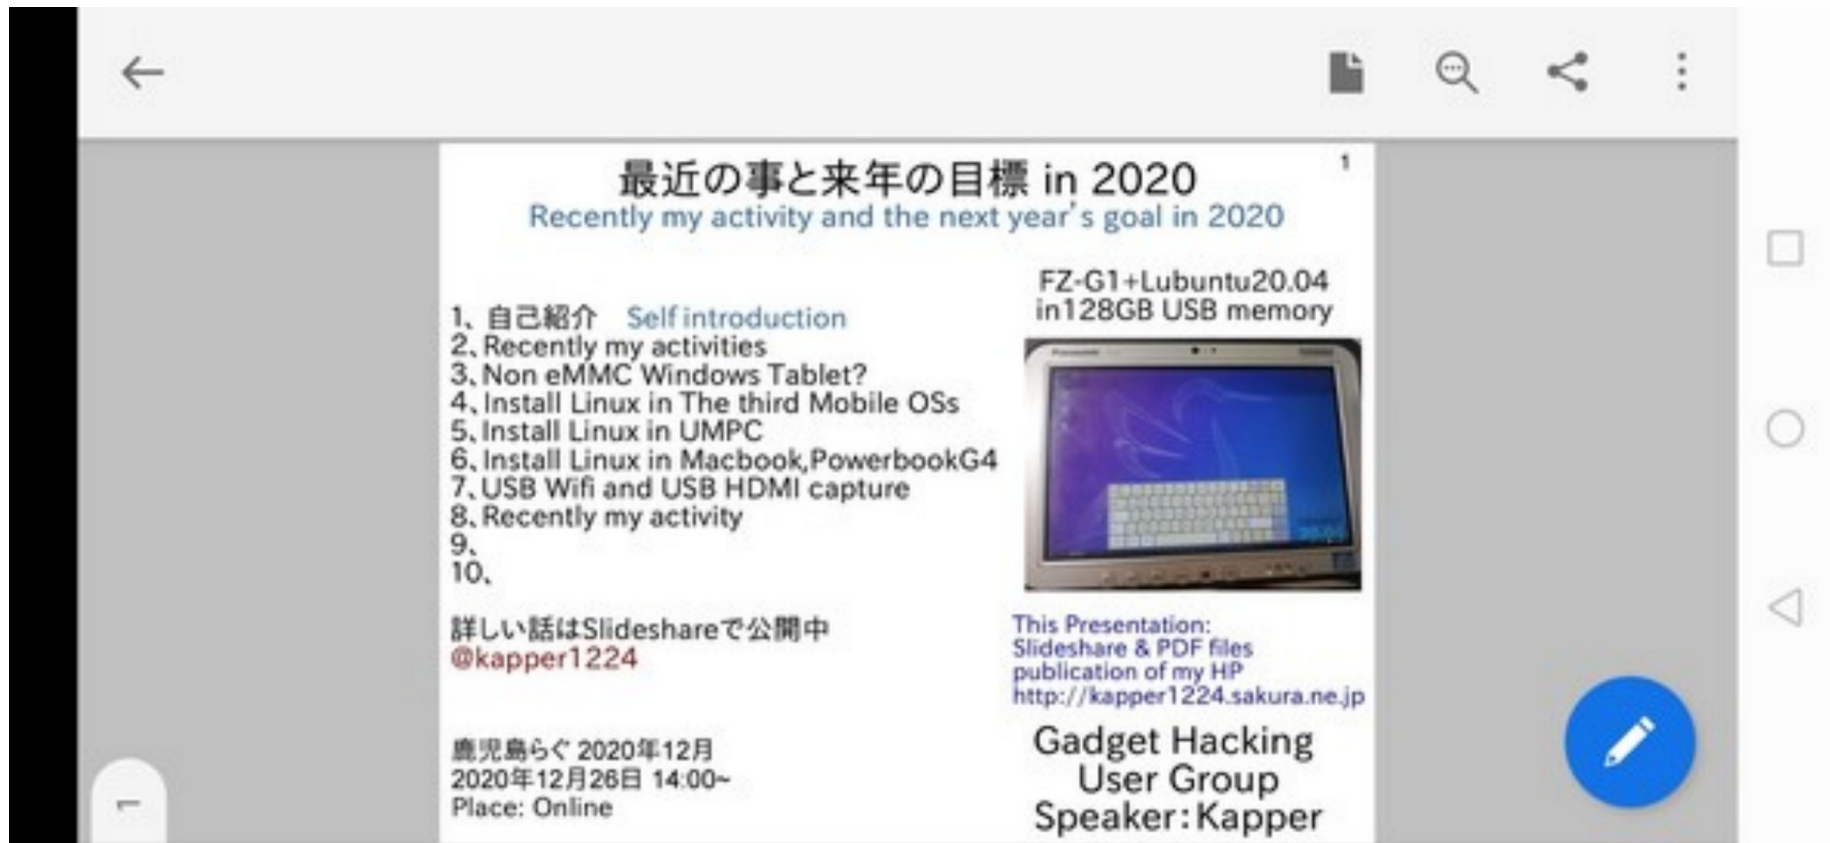 最近の事と来年の目標 in 2020
1
Recently my activity and the next year's goal in 2020
FZ-G1+Lubuntu20.04
in128GB USB memory
1、自己紹介 Self introduction
2、Recently my activities
3、Non eMMC Windows Tablet?
4、Install Linux in The third Mobile OSs
5、Install Linux in UMPC
6、Install Linux in Macbook,PowerbookG4
7、USB Wifi and USB HDMI capture
8、Recently my activity
9、
10、
詳しい話はSlideshareで公開中
@kapper1224
This Presentation:
Slideshare & PDF files
publication of my HP
http://kapper1224.sakura.ne.jp
鹿児島らぐ 2020年12月
2020年12月26日 14:00~
Place: Online
Gadget Hacking
User Group
Speaker:Kapper
1